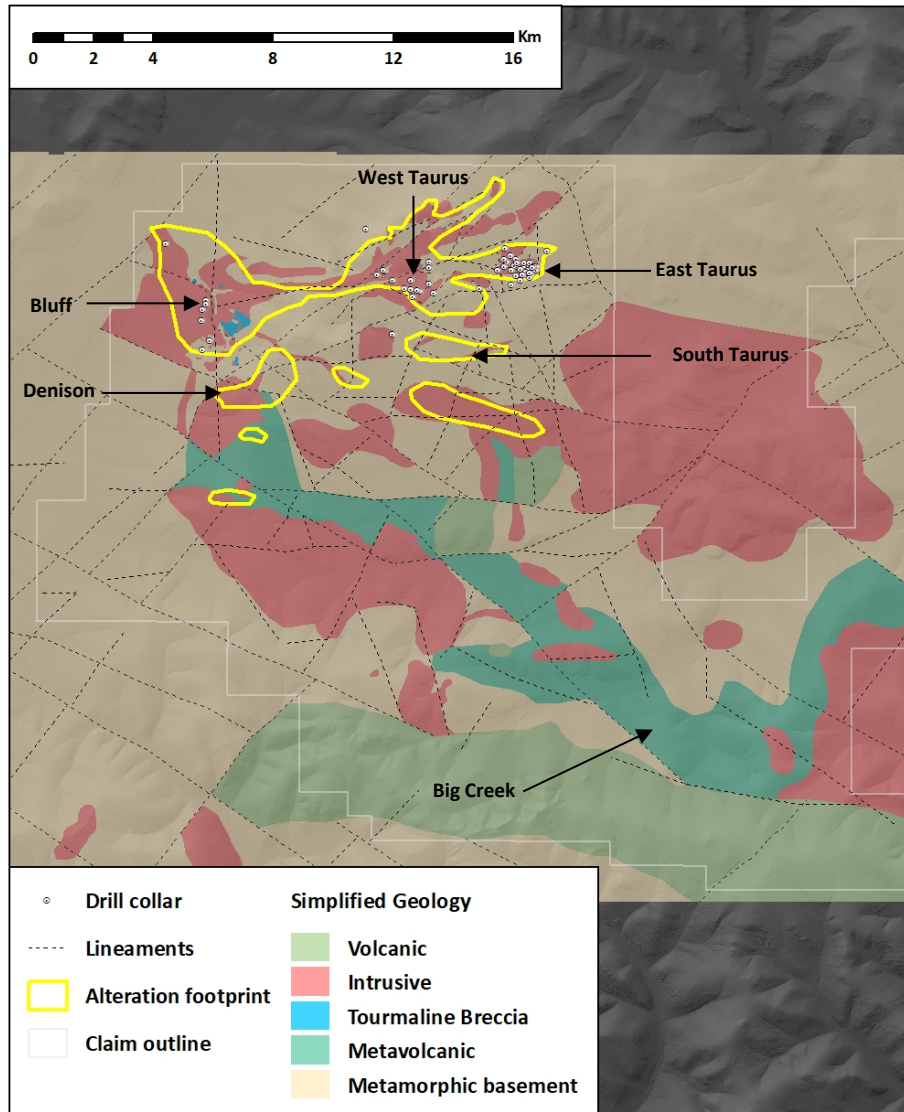 Km
0 2 4 8 12 16
West Taurus
East Taurus
Bluff
South Taurus
Denison
Big Creek
Drill collar
Lineaments
Alteration footprint
Claim outline
Simplified Geology
Volcanic
Intrusive
Tourmaline Breccia
Metavolcanic
Metamorphic basement